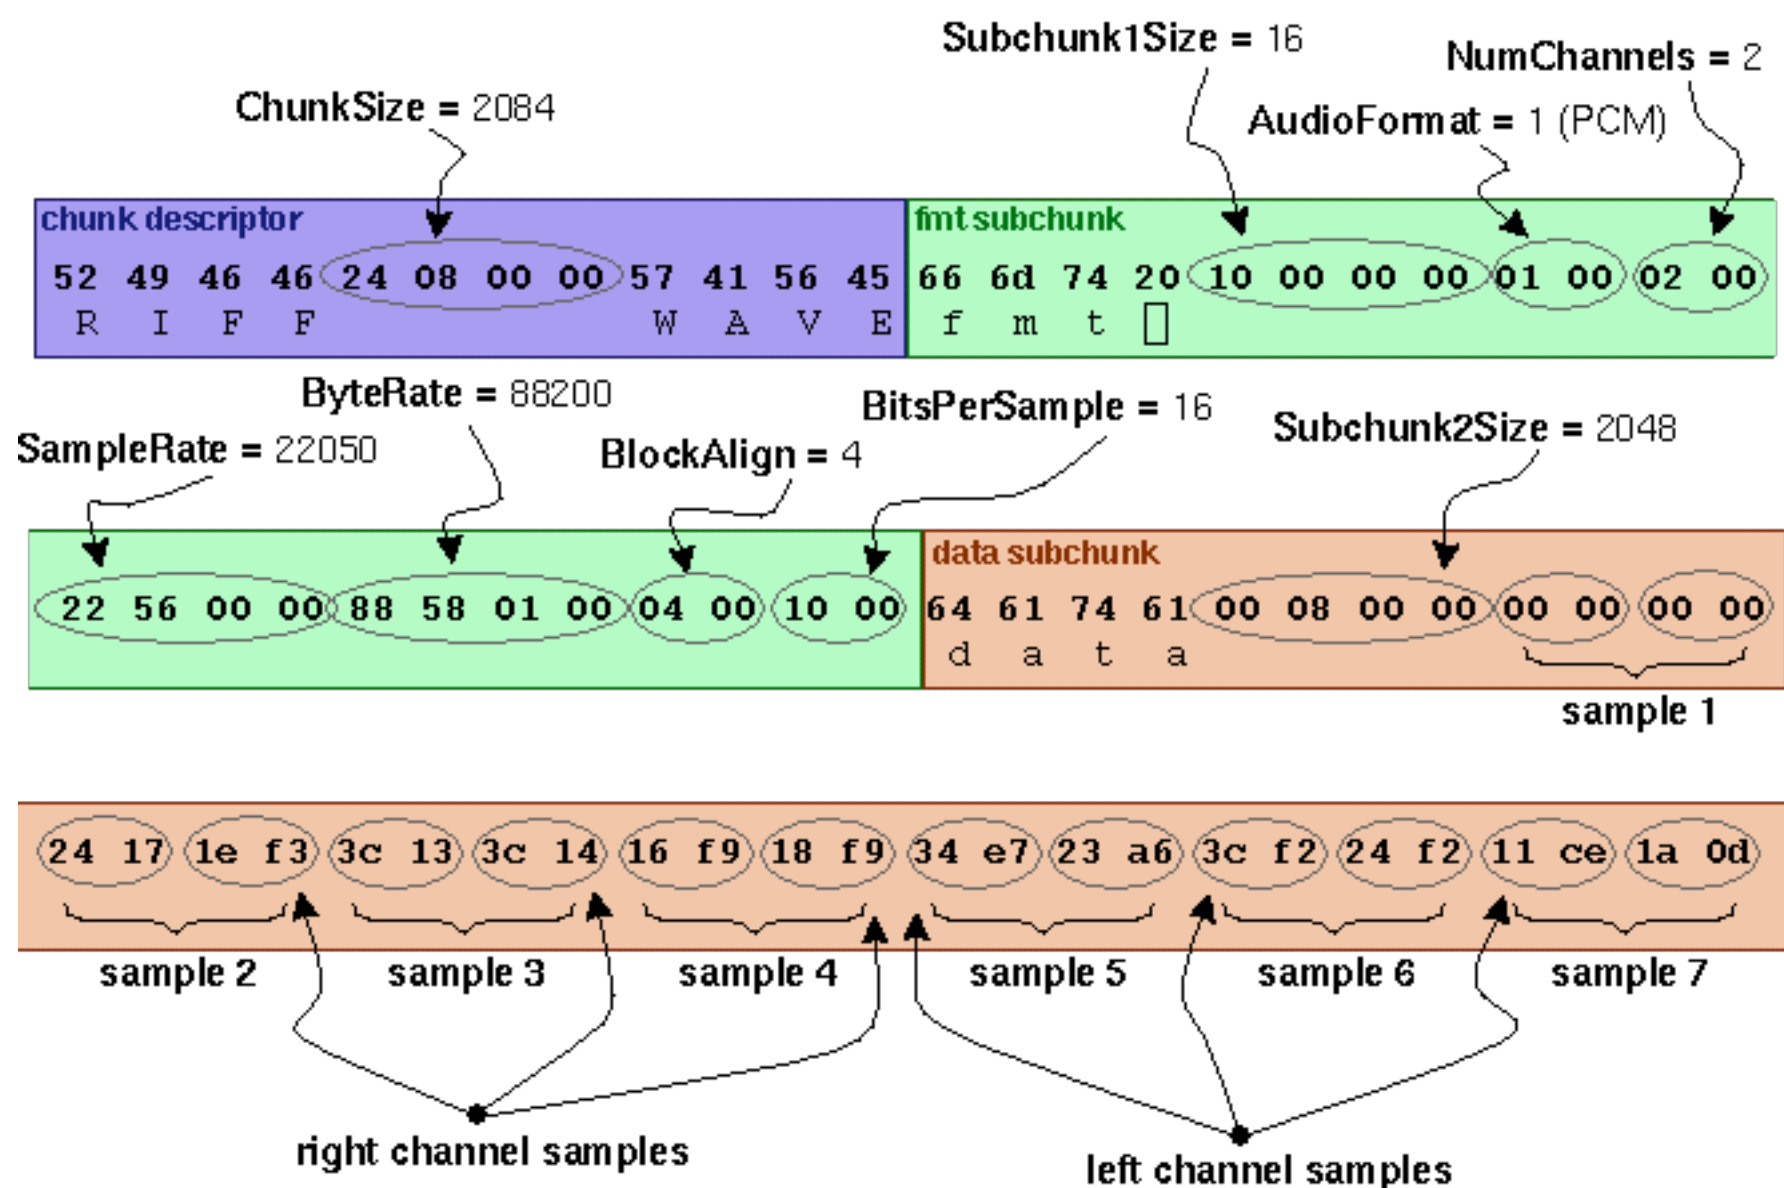 Subchunk1Size = 16
NumChannels = 2
ChunkSize = 2084
AudioFormat = 1 (PCM)
chunk descriptor
fmt subchunk
52 49 46 46 24 08 00 00 57 41 56 45 66 6d 74 20 10 00 00 00 01 00 02 00
R I F F W A V E f m t
ByteRate = 88200
BitsPerSample = 16
SampleRate = 22050
BlockAlign = 4
Subchunk2Size = 2048
data subchunk
22 56 00 00 88 58 01 00 04 00 10 00 64 61 74 61 00 08 00 00 00 00 00 00
d a t a
sample 1
24 17 1e f3 3c 13 3c 14 16 f9 18 f9 34 e7 23 a6 3c f2 24 f2 11 ce 1a 0d
sample 2 sample 3 sample 4 sample 5 sample 6 sample 7
right channel samples
left channel samples